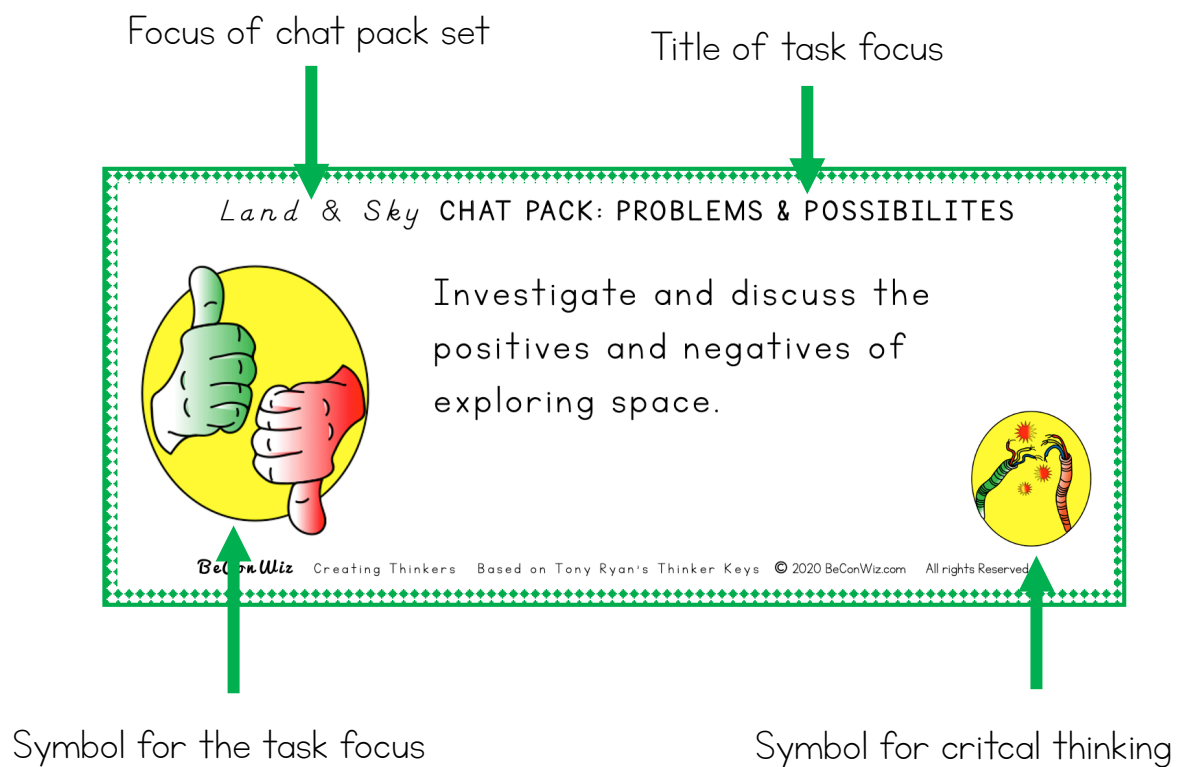 Focus of chat pack set
Title of task focus
Land & Sky CHAT PACK: PROBLEMS & POSSIBILITES
Investigate and discuss the
positives and negatives of
exploring space.
BeConWiz Creating Thinkers Based on Tony Ryan's Thinker Keys © 2020 BeConWiz.com All rights Reserved
Symbol for the task focus
Symbol for critcal thinking